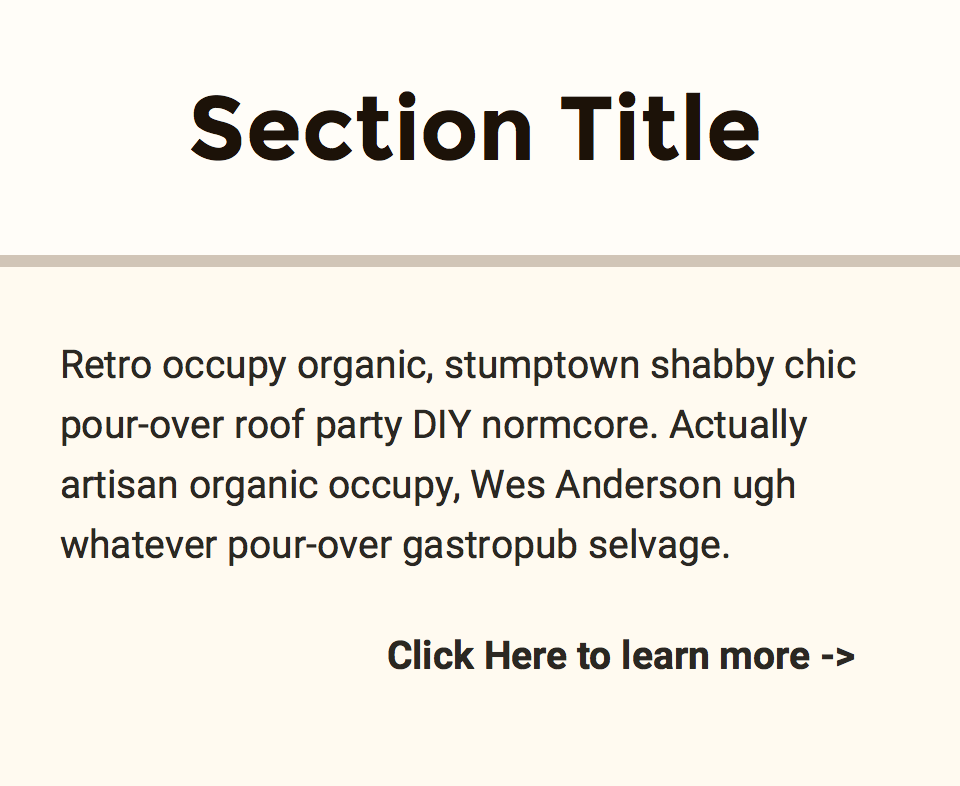 Section Title
Retro occupy organic, stumptown shabby chic
pour-over roof party DIY normcore. Actually
artisan organic occupy, Wes Anderson ugh
whatever pour-over gastropub selvage.
Click Here to learn more ->